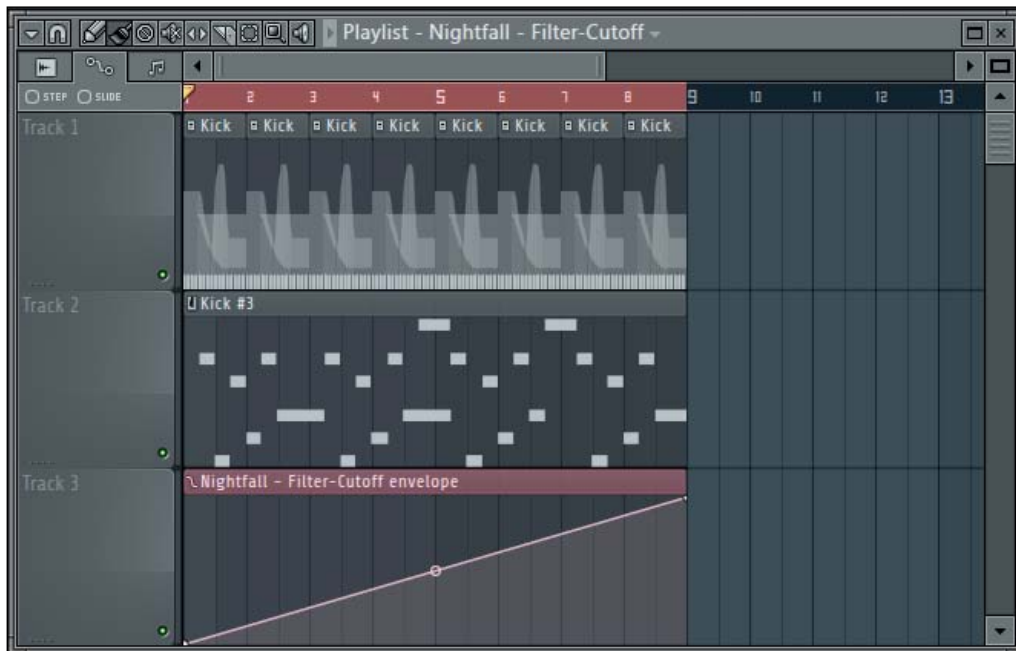 Playlist - Nightfall - Filter-Cutoff
STEP SLIDE
1 2 3 4 5 6 7 8 9 10 11 12 13
Track 1
Kick Kick Kick Kick Kick Kick Kick Kick
Track 2
Kick #3
Track 3
Nightfall - Filter-Cutoff envelope